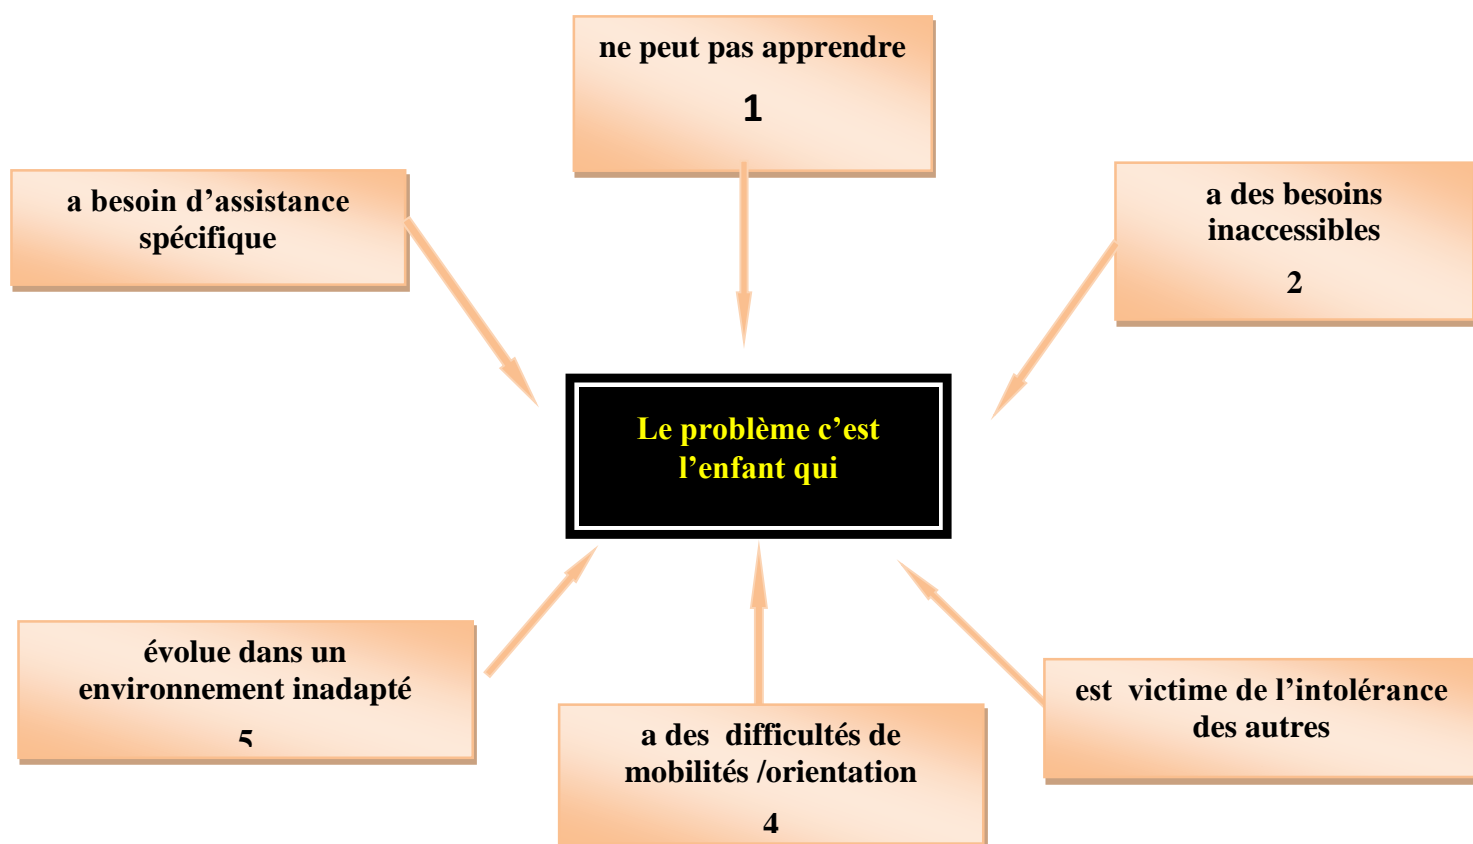 ne peut pas apprendre
1
a besoin d’assistance
spécifique
a des besoins
inaccessibles
2
Le problème c’est
l’enfant qui
évolue dans un
environnement inadapté
5
a des  difficultés de
mobilités /orientation
4
est  victime de l’intolérance
des autres